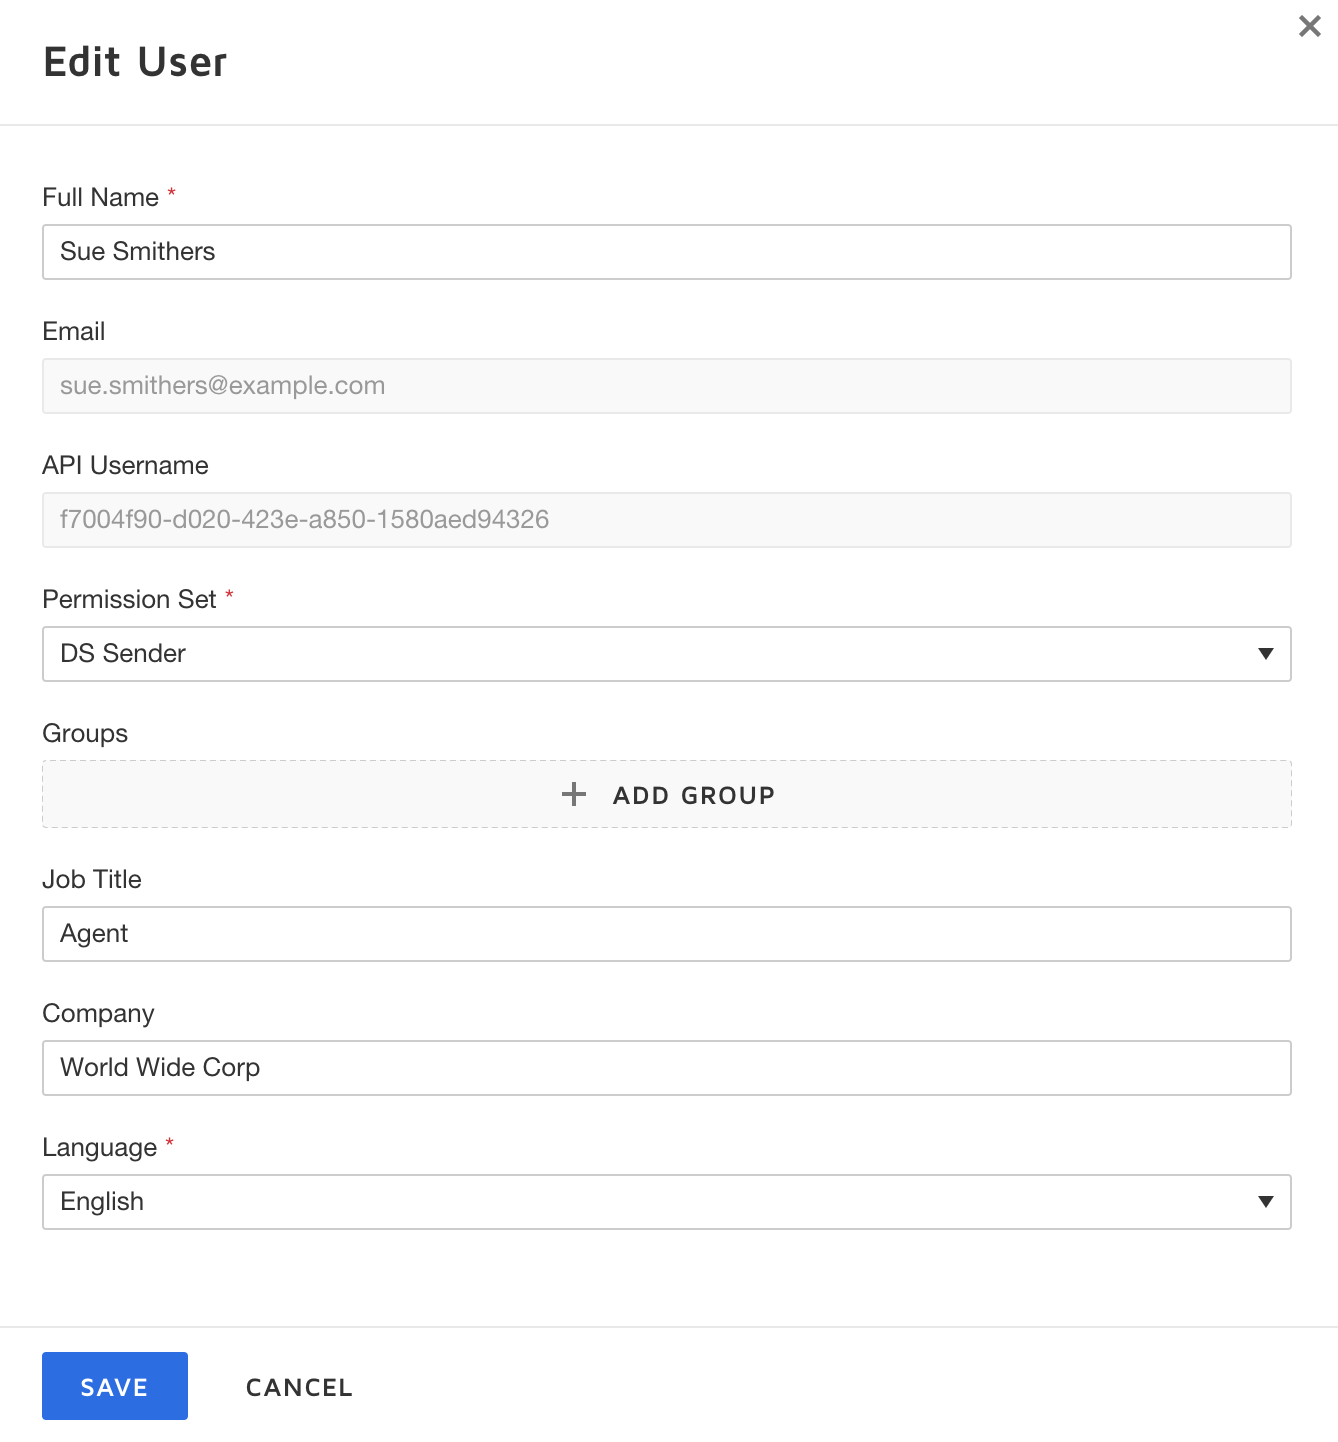 Edit User
Full Name *
Sue Smithers
Email
sue.smithers@example.com
API Username
f7004f90-d020-423e-a850-1580aed94326
Permission Set *
DS Sender
Groups
ADD GROUP
Job Title
Agent
Company
World Wide Corp
Language *
English
SAVE CANCEL